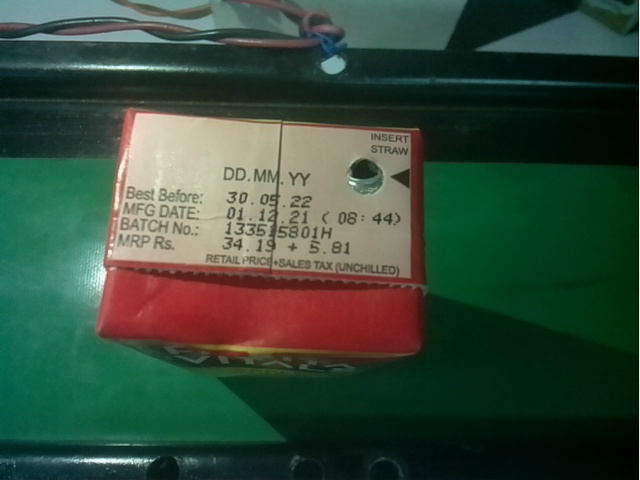 INSERT
STRAW
DD.MM.YY
Best Before: 30.05.22
MFG DATE: 01.12.21 (08:44)
BATCH No.: 133515801H
MRP Rs. 34.19 + 5.81
RETAIL PRICE+SALES TAX (UNCHILLED)